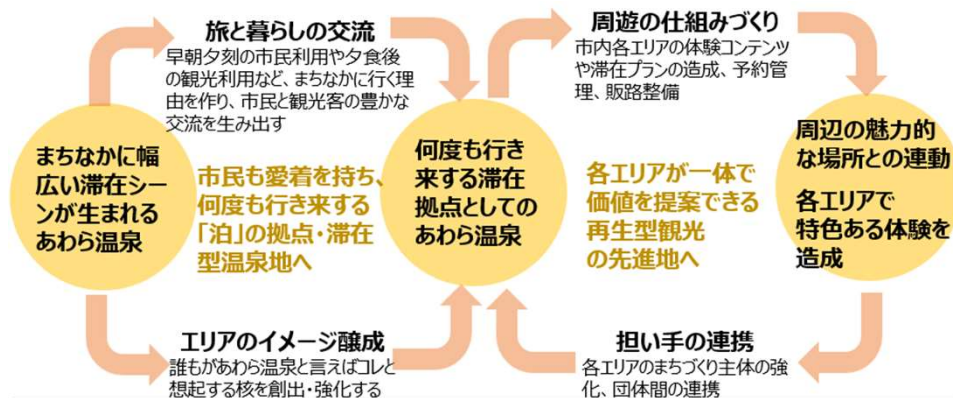 旅と暮らしの交流
早朝夕刻の市民利用や夕食後
の観光利用など、まちなかに行く理
由を作り、市民と観光客の豊かな
交流を生み出す
周遊の仕組みづくり
市内各エリアの体験コンテンツ
や滞在プランの造成、予約管
理、販路整備
まちなかに幅
広い滞在シー
ンが生まれる
あわら温泉
市民も愛着を持ち、
何度も行き来する
「泊」の拠点・滞在
型温泉地へ
何度も行き
来する滞在
拠点としての
あわら温泉
各エリアが一体で
価値を提案できる
再生型観光
の先進地へ
周辺の魅力的
な場所との連動
各エリアで
特色ある体験を
造成
エリアのイメージ醸成
誰もがあわら温泉と言えばコレと
想起する核を創出・強化する
担い手の連携
各エリアのまちづくり主体の強
化、団体間の連携